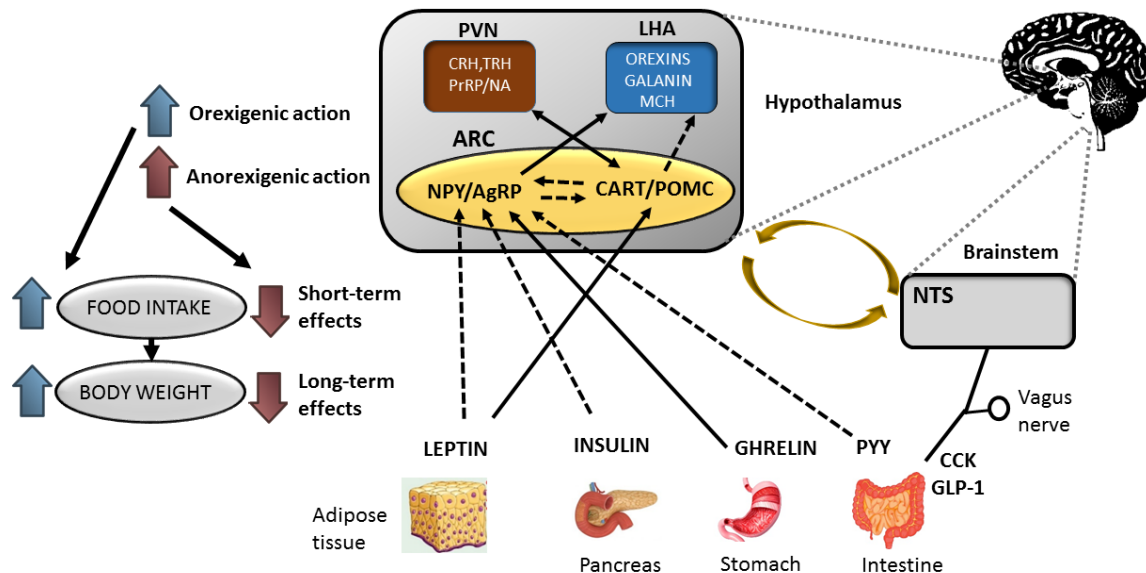 PVN
LHA
CRH,TRH
PrRP/NA
OREXINS
GALANIN
MCH
Hypothalamus
Orexigenic action
Anorexigenic action
ARC
NPY/AgRP
CART/POMC
Brainstem
NTS
FOOD INTAKE
Short-term
effects
BODY WEIGHT
Long-term
effects
Vagus
nerve
LEPTIN
INSULIN
GHRELIN
PYY
CCK
GLP-1
Adipose
tissue
Pancreas
Stomach
Intestine